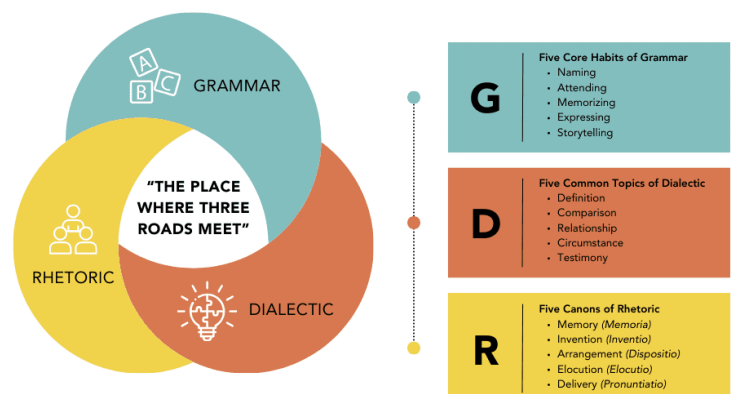 A
B
C
GRAMMAR
"THE PLACE
WHERE THREE
ROADS MEET"
RHETORIC
DIALECTIC
G
Five Core Habits of Grammar
• Naming
• Attending
• Memorizing
• Expressing
• Storytelling
D
Five Common Topics of Dialectic
• Definition
• Comparison
• Relationship
• Circumstance
• Testimony
R
Five Canons of Rhetoric
• Memory (Memoria)
• Invention (Inventio)
• Arrangement (Dispositio)
• Elocution (Elocutio)
• Delivery (Pronuntiatio)